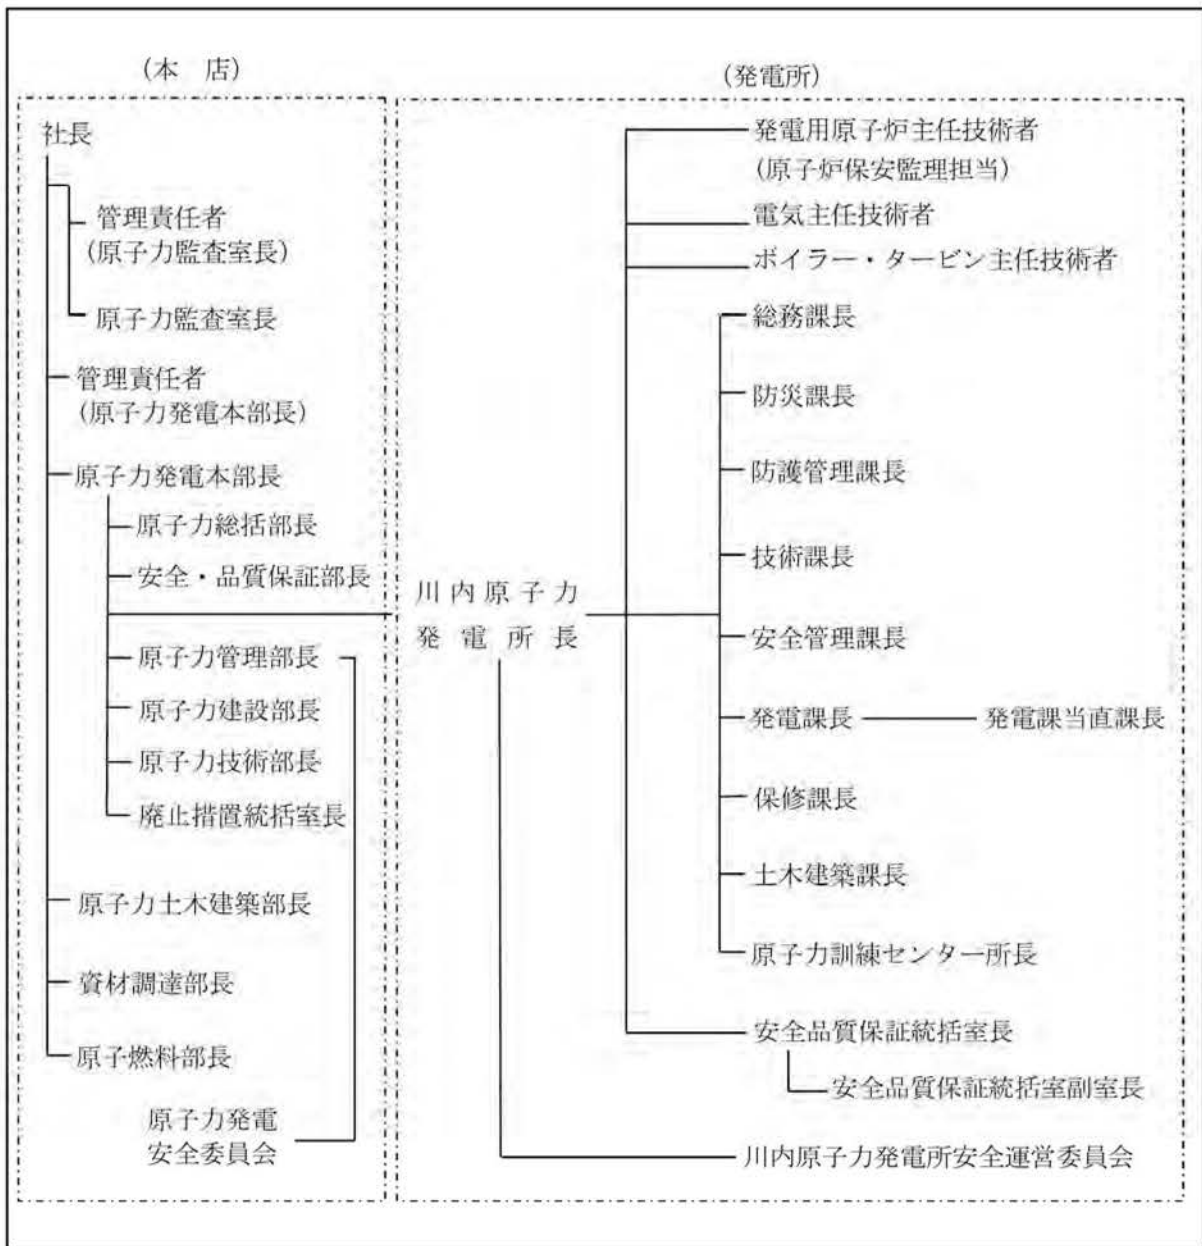 (本 店)
社長
管理責任者
(原子力監査室長)
原子力監査室長
管理責任者
(原子力発電本部長)
原子力発電本部長
原子力総括部長
安全・品質保証部長
原子力管理部長
原子力建設部長
原子力技術部長
廃止措置統括室長
原子力土木建築部長
資材調達部長
原子燃料部長
原子力発電
安全委員会
(発電所)
川内原子力
発電所長
発電用原子炉主任技術者
(原子炉保安監理担当)
電気主任技術者
ボイラー・タービン主任技術者
総務課長
防災課長
防護管理課長
技術課長
安全管理課長
発電課長
発電課当直課長
保修課長
土木建築課長
原子力訓練センター所長
安全品質保証統括室長
安全品質保証統括室副室長
川内原子力発電所安全運営委員会